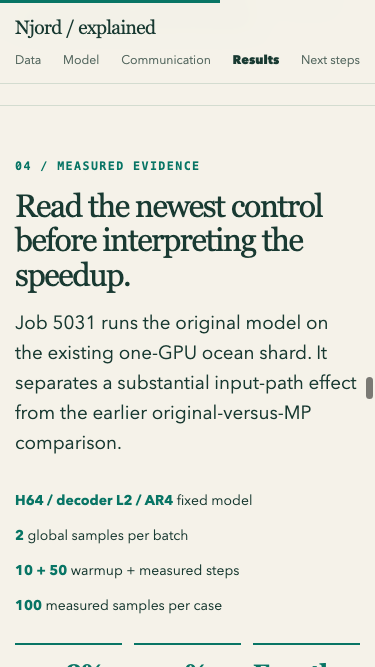 Njord / explained
Data Model Communication Results Next steps
04 / MEASURED EVIDENCE
Read the newest control
before interpreting the
speedup.
Job 5031 runs the original model on
the existing one-GPU ocean shard. It
separates a substantial input-path effect
from the earlier original-versus-MP
comparison.
H64 / decoder L2 / AR4 fixed model
2 global samples per batch
10 + 50 warmup + measured steps
100 measured samples per case